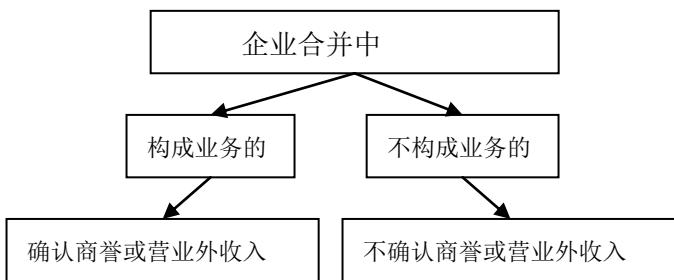 企业合并中
构成业务的
不构成业务的
确认商誉或营业外收入
不确认商誉或营业外收入